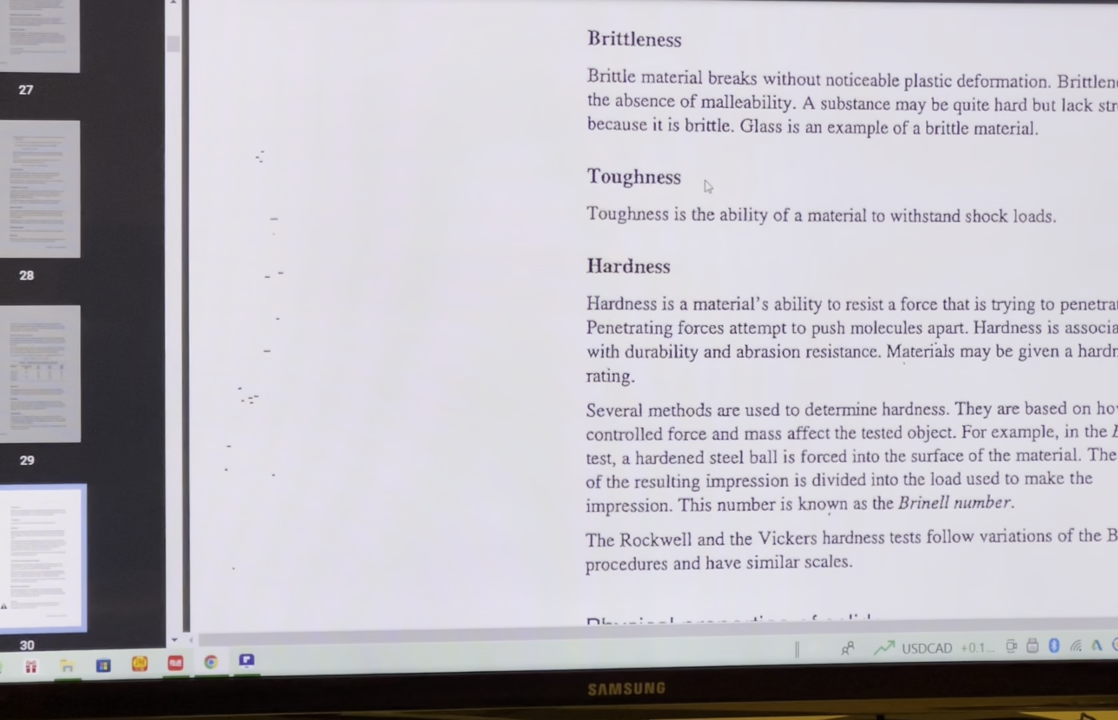 Brittleness
Brittle material breaks without noticeable plastic deformation.
the absence of malleability. A substance may be quite hard but lack
because it is brittle. Glass is an example of a brittle material.
Toughness
Toughness is the ability of a material to withstand shock loads.
Hardness
Hardness is a material's ability to resist a force that is trying to
Penetrating forces attempt to push molecules apart. Hardness is
with durability and abrasion resistance. Materials may be given a
rating.
Several methods are used to determine hardness. They are based on
controlled force and mass affect the tested object. For example, in the
test, a hardened steel ball is forced into the surface of the material. The
of the resulting impression is divided into the load used to make the
impression. This number is known as the Brinell number.
The Rockwell and the Vickers hardness tests follow variations of the
procedures and have similar scales.
27
28
29
30
USDCAD +0.1...
SAMSUNG